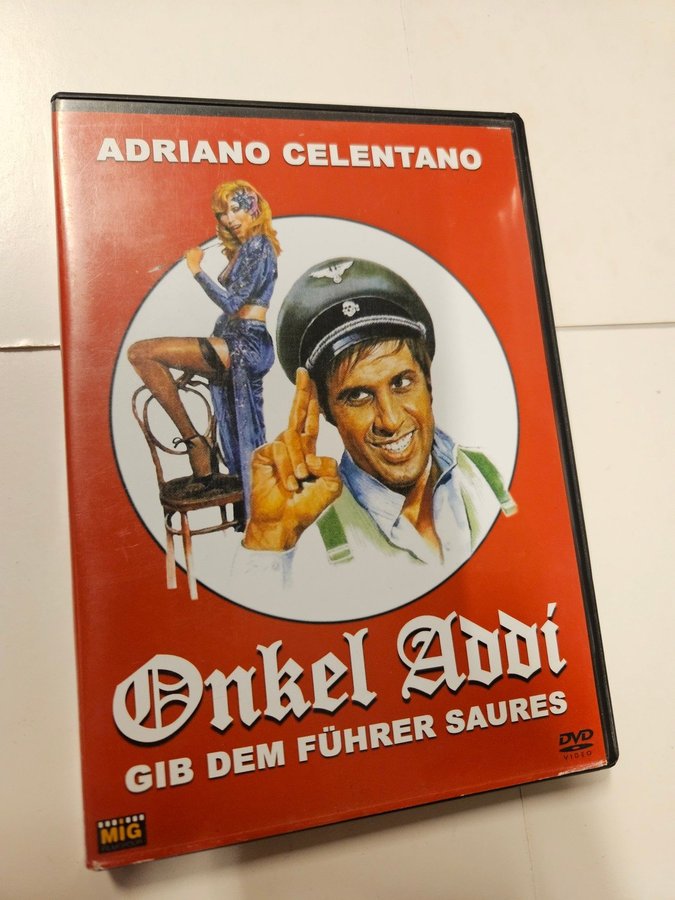 ADRIANO CELENTANO
Onkel Addi
GIB DEM FÜHRER SAURES
DVD
VIDEO
MIG